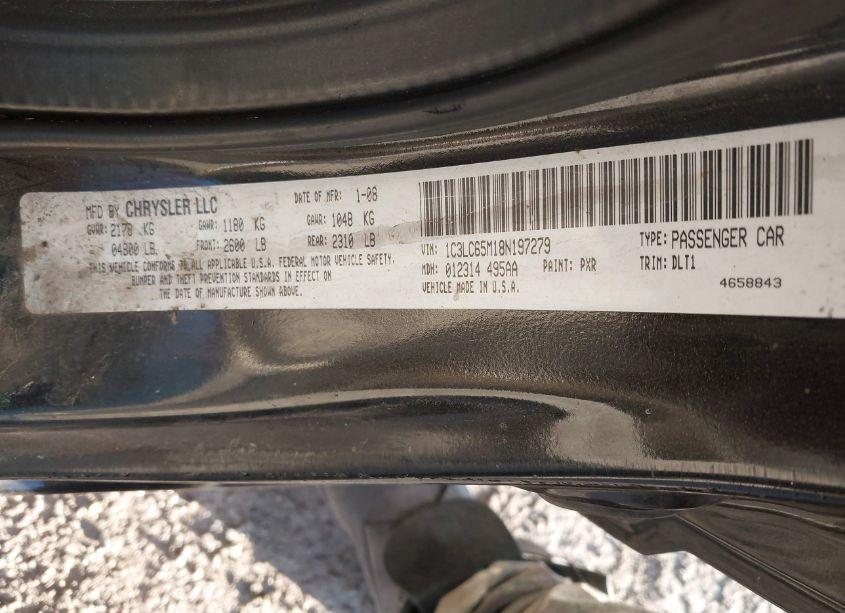 MFD BY CHRYSLER LLC DATE OF MFR: 1-08
GVWR: 2178 KG GAWR: 1180 KG GAWR: 1048 KG
04800 LB. FRONT: 2600 LB REAR: 2310 LB
THIS VEHICLE CONFORMS TO ALL APPLICABLE U.S.A. FEDERAL MOTOR VEHICLE SAFETY,
BUMPER AND THEFT PREVENTION STANDARDS IN EFFECT ON
THE DATE OF MANUFACTURE SHOWN ABOVE.
VIN: 1C3LC65M18N197279 TYPE: PASSENGER CAR
MDH: 012314 495AA PAINT: PXR TRIM: DLT1
VEHICLE MADE IN U.S.A. 4658843